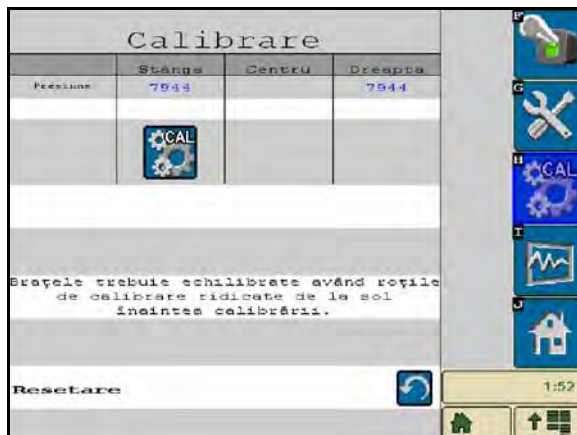 Calibrare
Stânga Centru Dreapta
Presiune 7944 7944
CAL
Brațele trebuie echilibrate având roțile
de calibrare ridicate de la sol
înaintea calibrării.
Resetare
F
G
H
CAL
I
J
1:52